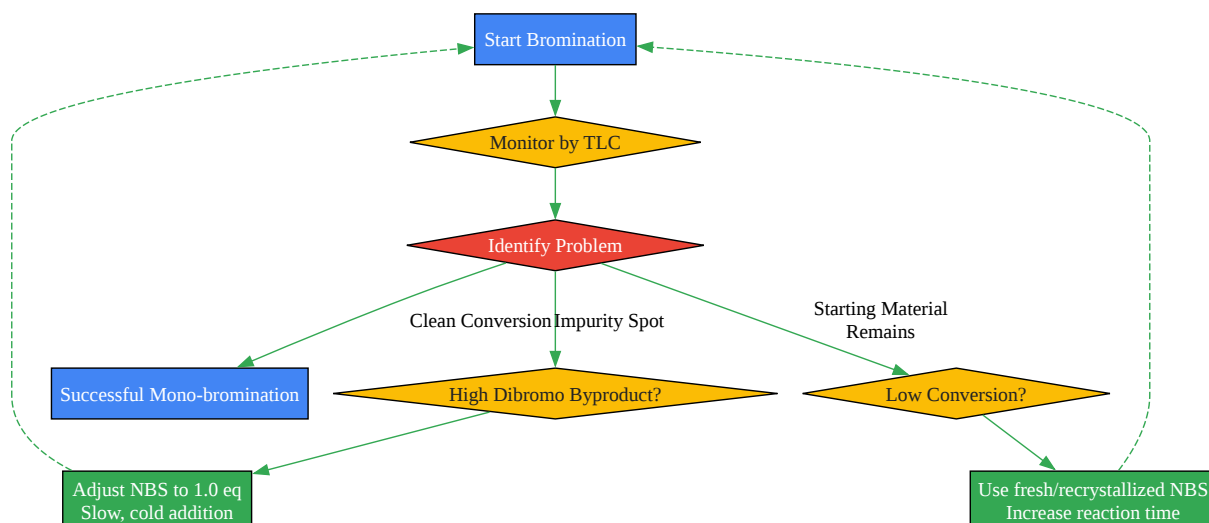 Start Bromination
Monitor by TLC
Identify Problem
Clean Conversion
Impurity Spot
Starting Material
Remains
Successful Mono-bromination
High Dibromo Byproduct?
Low Conversion?
Adjust NBS to 1.0 eq
Slow, cold addition
Use fresh/recrystallized NBS
Increase reaction time